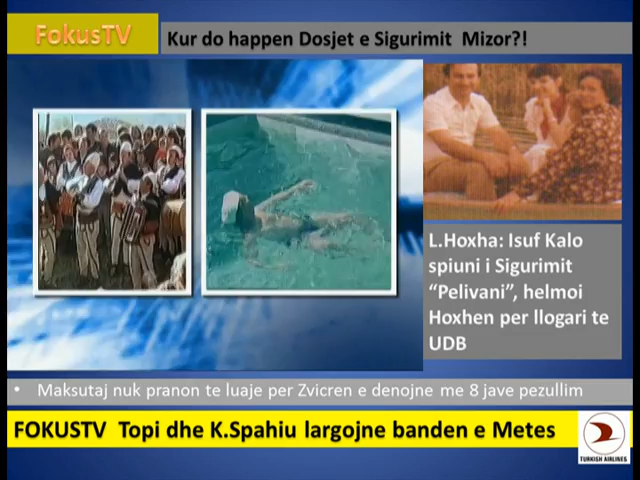 FokusTV
Kur do happen Dosjet e Sigurimit Mizor?!
L.Hoxha: Isuf Kalo
spiuni i Sigurimit
“Pelivani”, helmoi
Hoxhen per llogari te
UDB
• Maksutaj nuk pranon te luaje per Zvicren e denojne me 8 jave pezullim
FOKUSTV Topi dhe K.Spahiu largojne banden e Metes
TURKISH AIRLINES